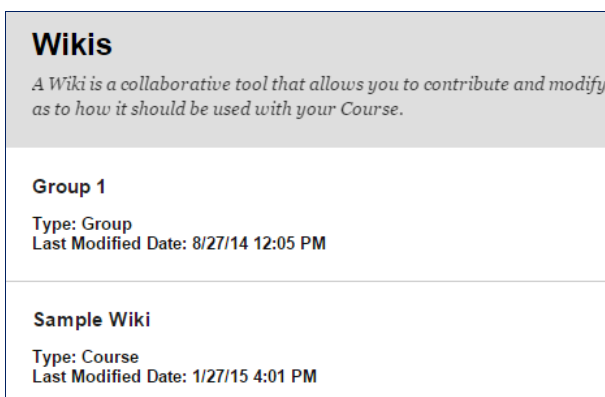 Wikis
A Wiki is a collaborative tool that allows you to contribute and modify
as to how it should be used with your Course.
Group 1
Type: Group
Last Modified Date: 8/27/14 12:05 PM
Sample Wiki
Type: Course
Last Modified Date: 1/27/15 4:01 PM